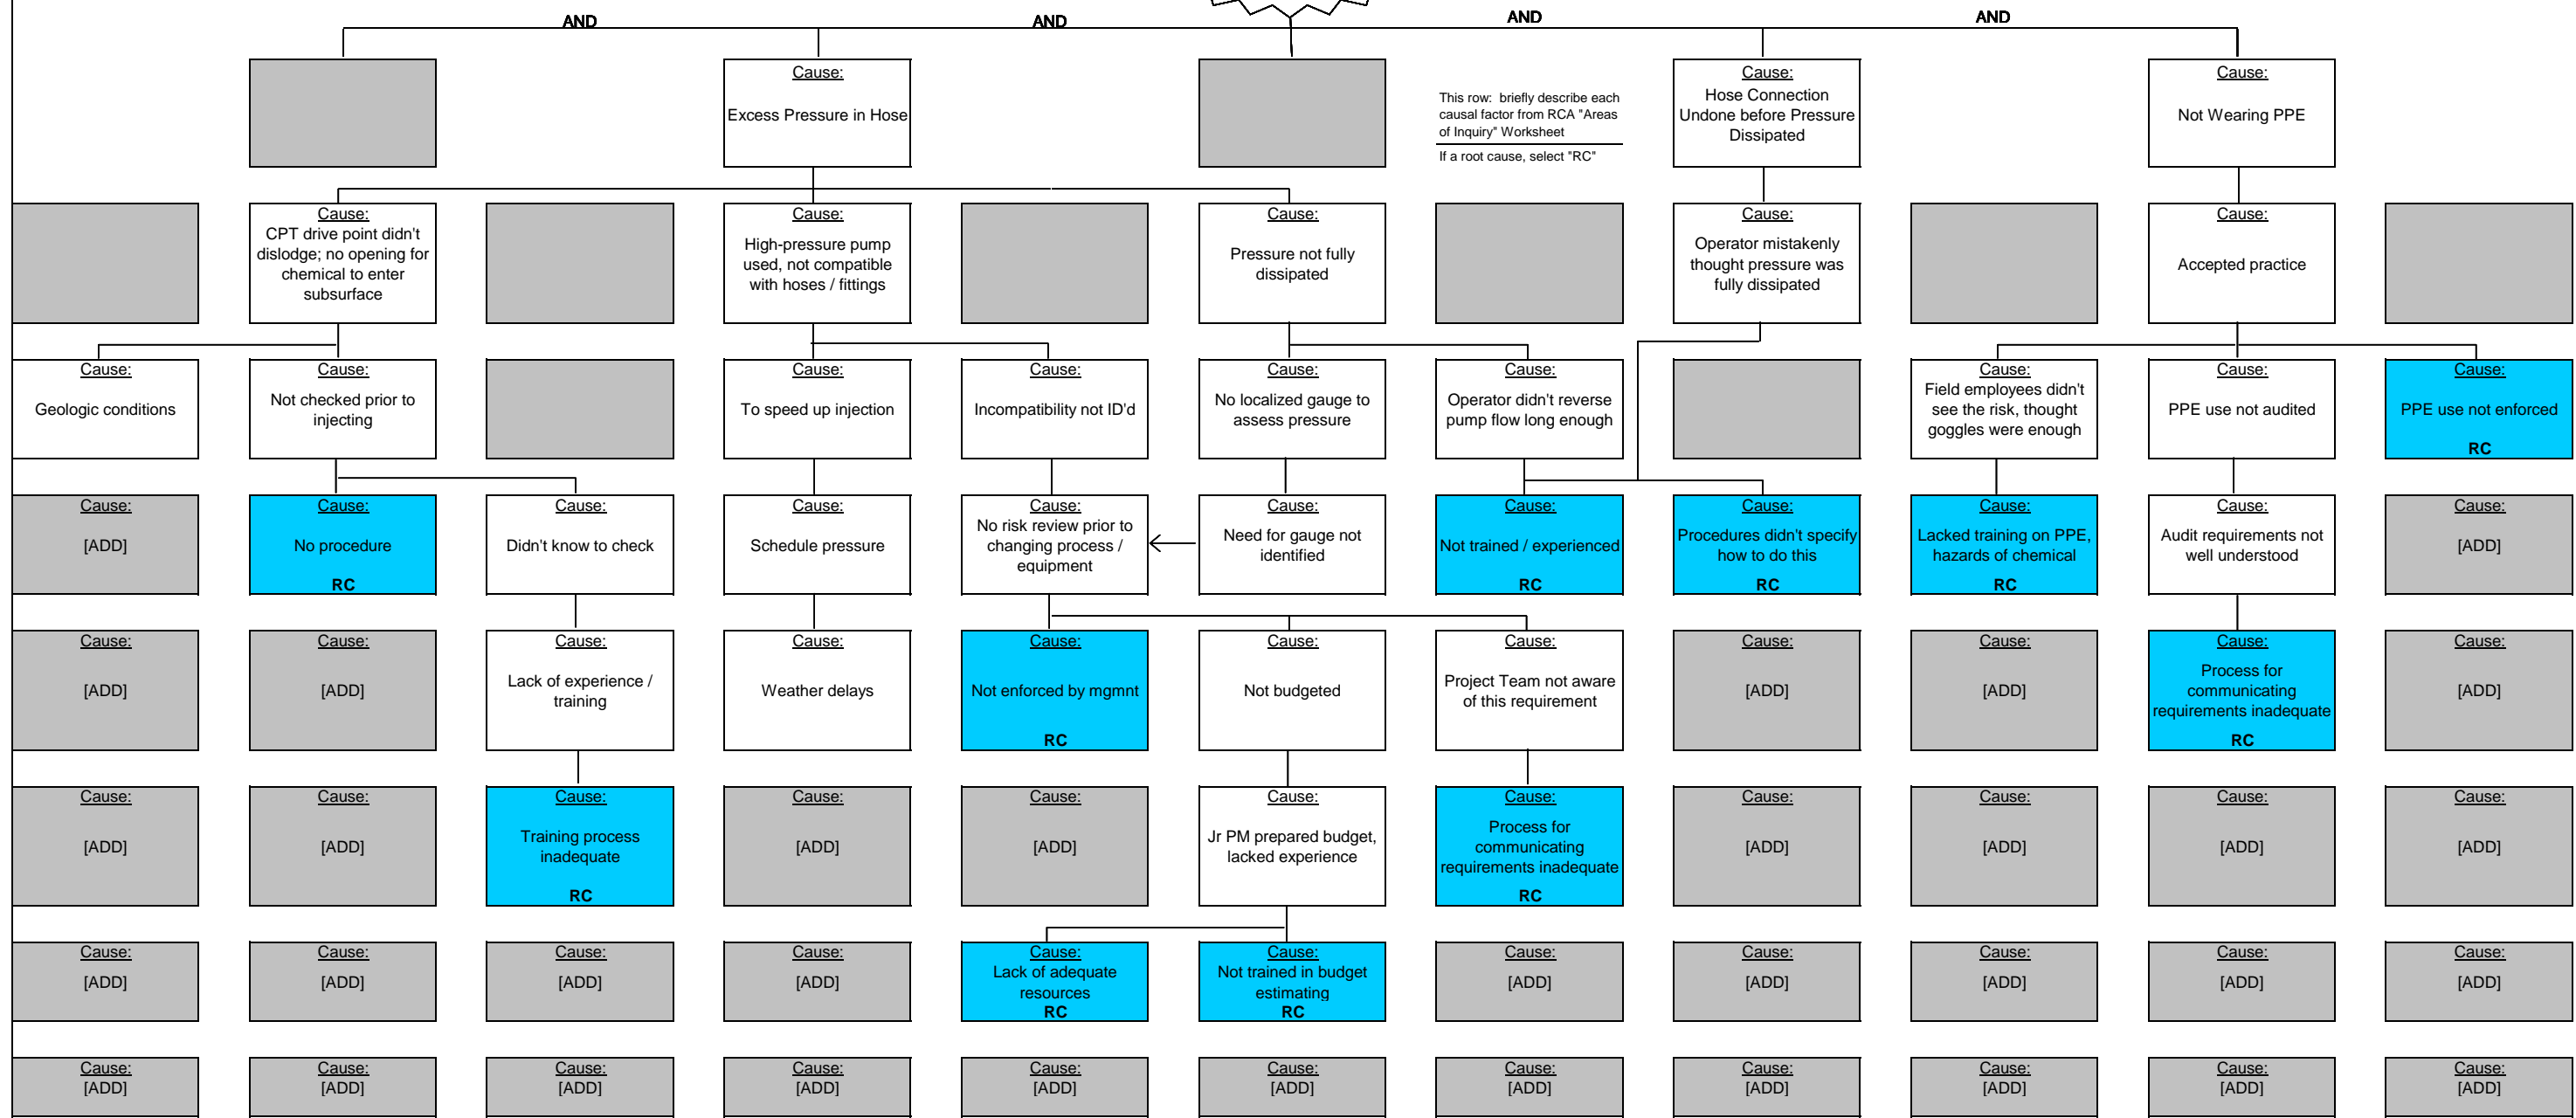 AND
AND
AND
AND
Cause:
Excess Pressure in Hose
This row: briefly describe each
causal factor from RCA "Areas
of Inquiry" Worksheet
If a root cause, select "RC"
Cause:
Hose Connection
Undone before Pressure
Dissipated
Cause:
Not Wearing PPE
Cause:
CPT drive point didn't
dislodge; no opening for
chemical to enter
subsurface
Cause:
High-pressure pump
used, not compatible
with hoses / fittings
Cause:
Pressure not fully
dissipated
Cause:
Operator mistakenly
thought pressure was
fully dissipated
Cause:
Accepted practice
Cause:
Geologic conditions
Cause:
Not checked prior to
injecting
Cause:
To speed up injection
Cause:
Incompatibility not ID'd
Cause:
No localized gauge to
assess pressure
Cause:
Operator didn't reverse
pump flow long enough
Cause:
Field employees didn't
see the risk, thought
goggles were enough
Cause:
PPE use not audited
Cause:
PPE use not enforced
RC
Cause:
[ADD]
Cause:
No procedure
RC
Cause:
Didn't know to check
Cause:
Schedule pressure
Cause:
No risk review prior to
changing process /
equipment
Cause:
Need for gauge not
identified
Cause:
Not trained / experienced
RC
Cause:
Procedures didn't specify
how to do this
RC
Cause:
Lacked training on PPE,
hazards of chemical
RC
Cause:
Audit requirements not
well understood
Cause:
[ADD]
Cause:
[ADD]
Cause:
[ADD]
Cause:
Lack of experience /
training
Cause:
Weather delays
Cause:
Not enforced by mgmnt
RC
Cause:
Not budgeted
Cause:
Project Team not aware
of this requirement
Cause:
[ADD]
Cause:
[ADD]
Cause:
Process for
communicating
requirements inadequate
RC
Cause:
[ADD]
Cause:
[ADD]
Cause:
[ADD]
Cause:
Training process
inadequate
RC
Cause:
[ADD]
Cause:
[ADD]
Cause:
Jr PM prepared budget,
lacked experience
Cause:
Process for
communicating
requirements inadequate
RC
Cause:
[ADD]
Cause:
[ADD]
Cause:
[ADD]
Cause:
[ADD]
Cause:
[ADD]
Cause:
[ADD]
Cause:
[ADD]
Cause:
[ADD]
Cause:
Lack of adequate
resources
RC
Cause:
Not trained in budget
estimating
RC
Cause:
[ADD]
Cause:
[ADD]
Cause:
[ADD]
Cause:
[ADD]
Cause:
[ADD]
Cause:
[ADD]
Cause:
[ADD]
Cause:
[ADD]
Cause:
[ADD]
Cause:
[ADD]
Cause:
[ADD]
Cause:
[ADD]
Cause:
[ADD]
Cause:
[ADD]
Cause:
[ADD]
Cause:
[ADD]